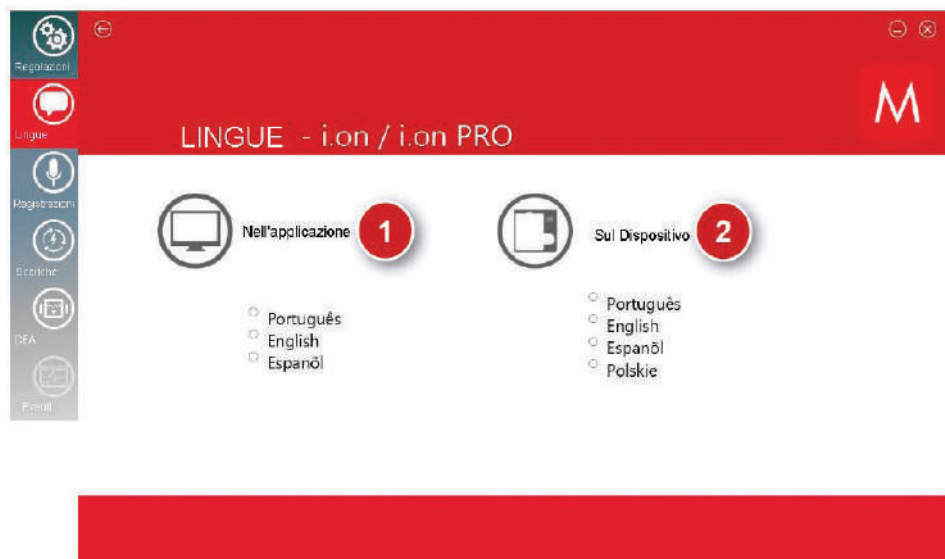 Regolazioni
Lingue
Registrazioni
Scariche
DEA
Eventi
M
LINGUE - i.on / i.on PRO
Nell'applicazione
1
Português
English
Espanõl
Sul Dispositivo
2
Português
English
Espanõl
Polskie